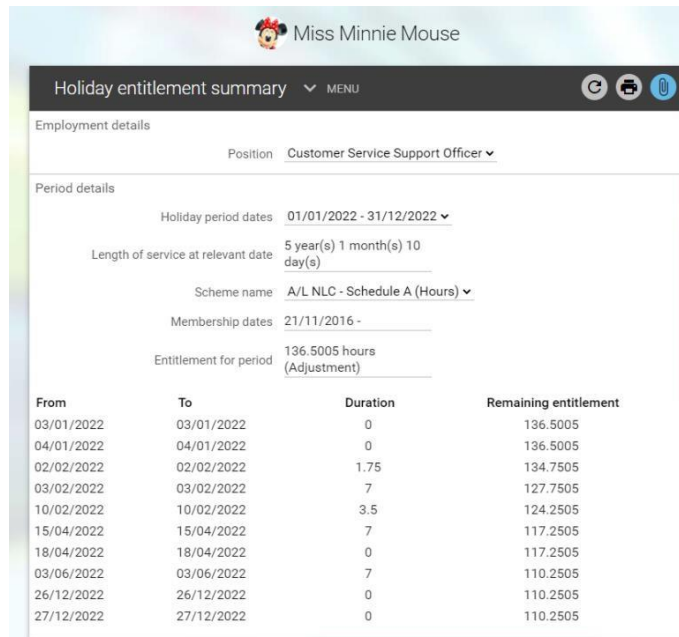 Miss Minnie Mouse
Holiday entitlement summary MENU
Employment details
Position Customer Service Support Officer
Period details
Holiday period dates 01/01/2022 - 31/12/2022
Length of service at relevant date 5 year(s) 1 month(s) 10
day(s)
Scheme name A/L NLC - Schedule A (Hours)
Membership dates 21/11/2016 -
Entitlement for period 136.5005 hours
(Adjustment)
From To Duration Remaining entitlement
03/01/2022 03/01/2022 0 136.5005
04/01/2022 04/01/2022 0 136.5005
02/02/2022 02/02/2022 1.75 134.7505
03/02/2022 03/02/2022 7 127.7505
10/02/2022 10/02/2022 3.5 124.2505
15/04/2022 15/04/2022 7 117.2505
18/04/2022 18/04/2022 0 117.2505
03/06/2022 03/06/2022 7 110.2505
26/12/2022 26/12/2022 0 110.2505
27/12/2022 27/12/2022 0 110.2505